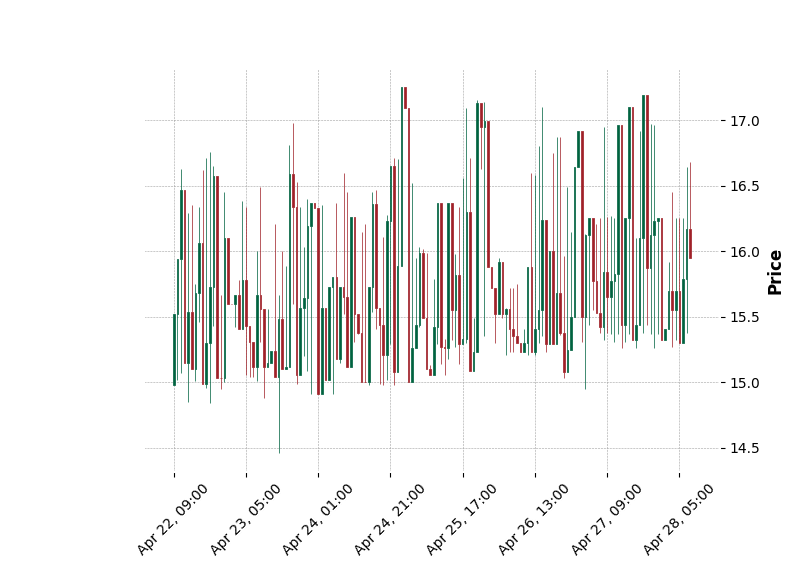 17.0
16.5
16.0
15.5
15.0
14.5
Price
Apr 22, 09:00
Apr 23, 05:00
Apr 24, 01:00
Apr 24, 21:00
Apr 25, 17:00
Apr 26, 13:00
Apr 27, 09:00
Apr 28, 05:00